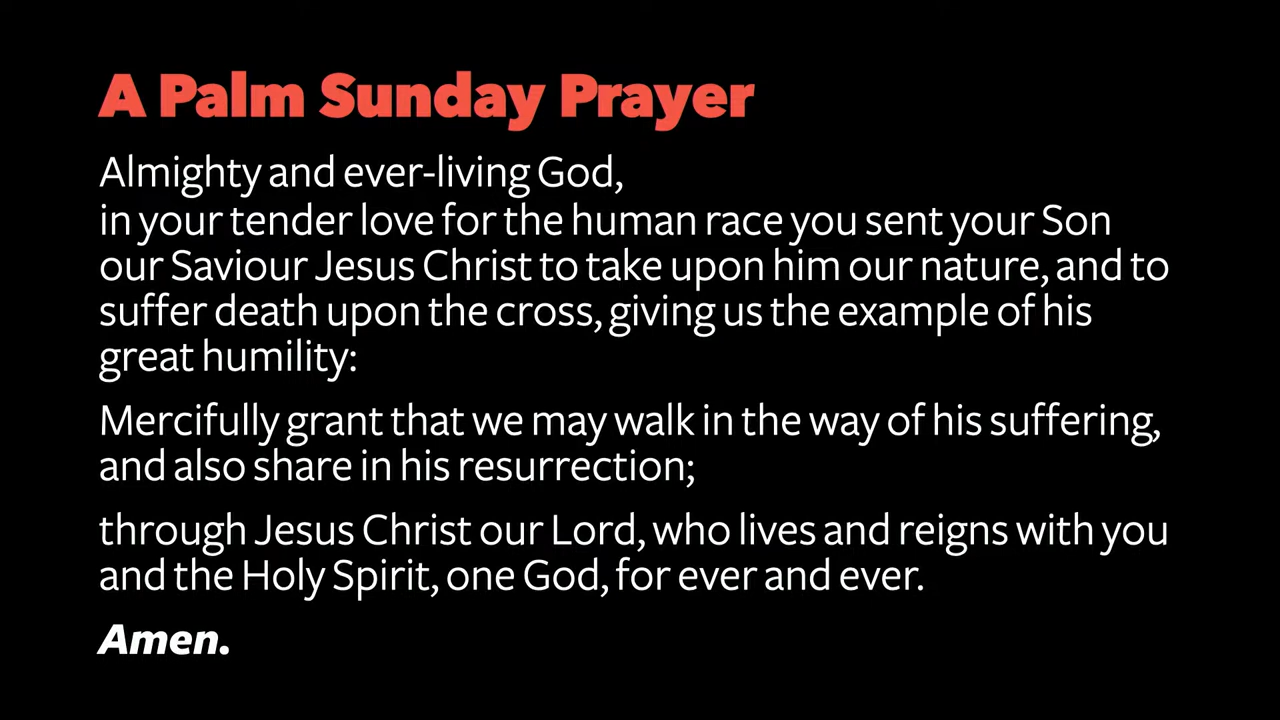 A Palm Sunday Prayer
Almighty and ever-living God,
in your tender love for the human race you sent your Son
our Saviour Jesus Christ to take upon him our nature, and to
suffer death upon the cross, giving us the example of his
great humility:
Mercifully grant that we may walk in the way of his suffering,
and also share in his resurrection;
through Jesus Christ our Lord, who lives and reigns with you
and the Holy Spirit, one God, for ever and ever.
Amen.